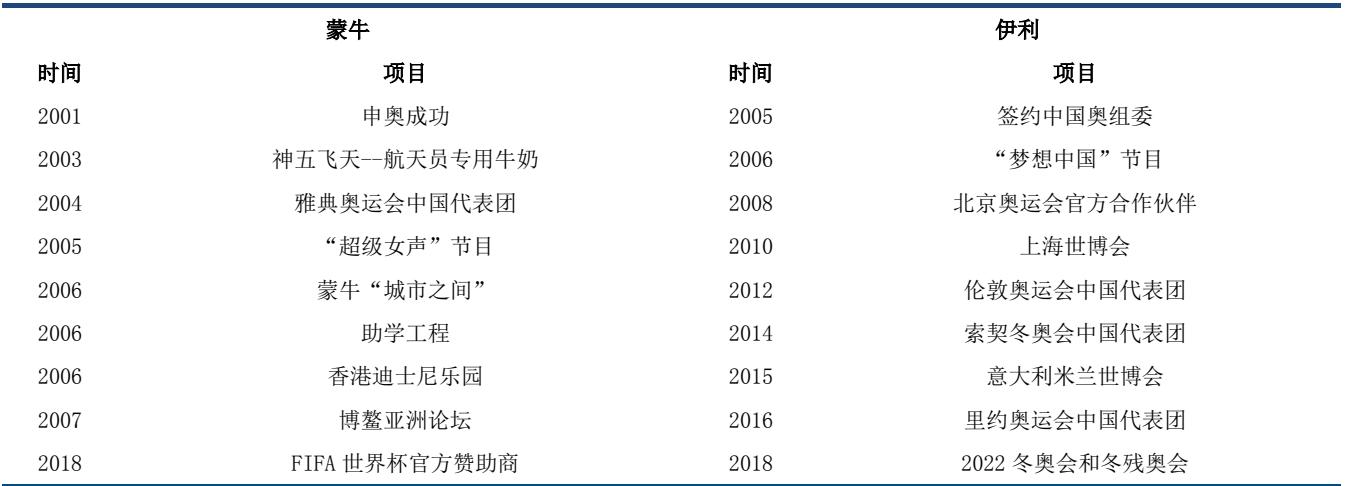 蒙牛 伊利
时间 项目 时间 项目
2001 申奥成功 2005 签约中国奥组委
2003 神五飞天--航天员专用牛奶 2006 “梦想中国”节目
2004 雅典奥运会中国代表团 2008 北京奥运会官方合作伙伴
2005 “超级女声”节目 2010 上海世博会
2006 蒙牛“城市之间” 2012 伦敦奥运会中国代表团
2006 助学工程 2014 索契冬奥会中国代表团
2006 香港迪士尼乐园 2015 意大利米兰世博会
2007 博鳌亚洲论坛 2016 里约奥运会中国代表团
2018 FIFA 世界杯官方赞助商 2018 2022 冬奥会和冬残奥会